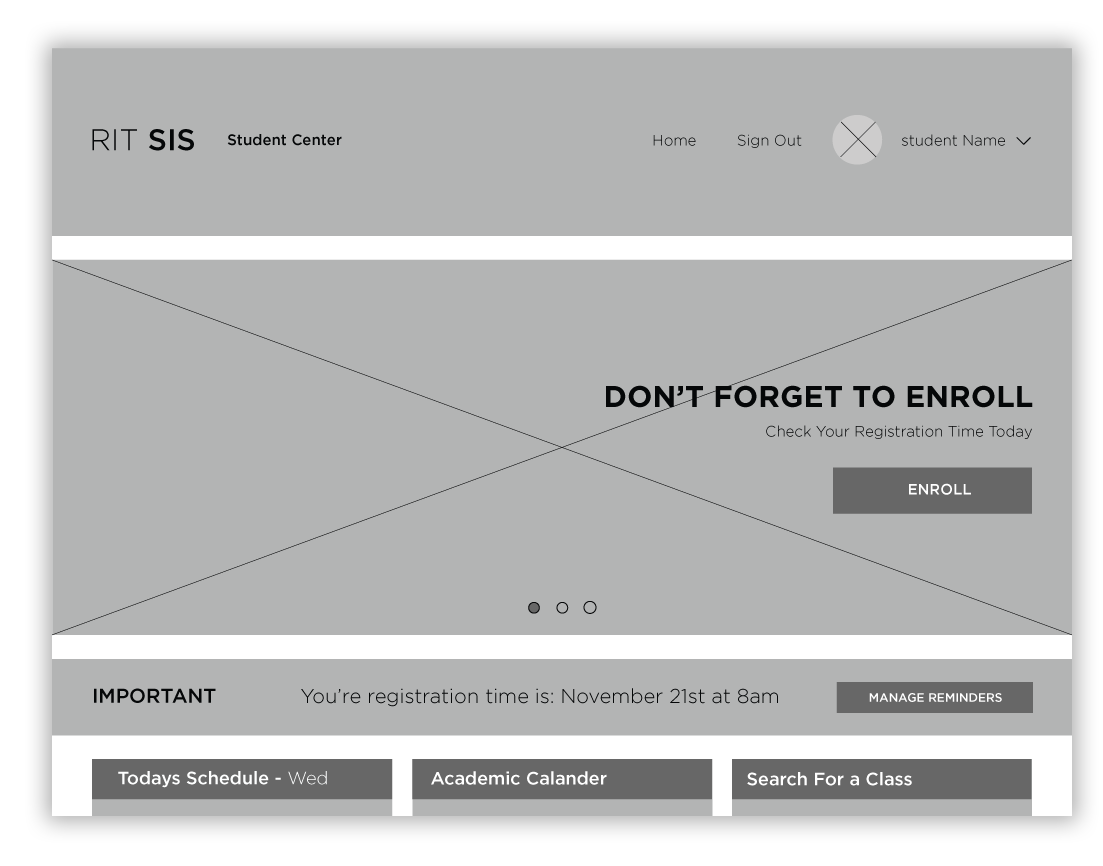 RIT SIS Student Center Home Sign Out student Name
DON'T FORGET TO ENROLL
Check Your Registration Time Today
ENROLL
IMPORTANT You're registration time is: November 21st at 8am MANAGE REMINDERS
Todays Schedule - Wed Academic Calander Search For a Class